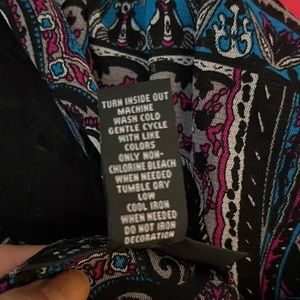 TURN INSIDE OUT
MACHINE
WASH COLD
GENTLE CYCLE
WITH LIKE
COLORS
ONLY NON-
CHLORINE BLEACH
WHEN NEEDED
TUMBLE DRY
LOW
COOL IRON
WHEN NEEDED
DO NOT IRON
DECORATION